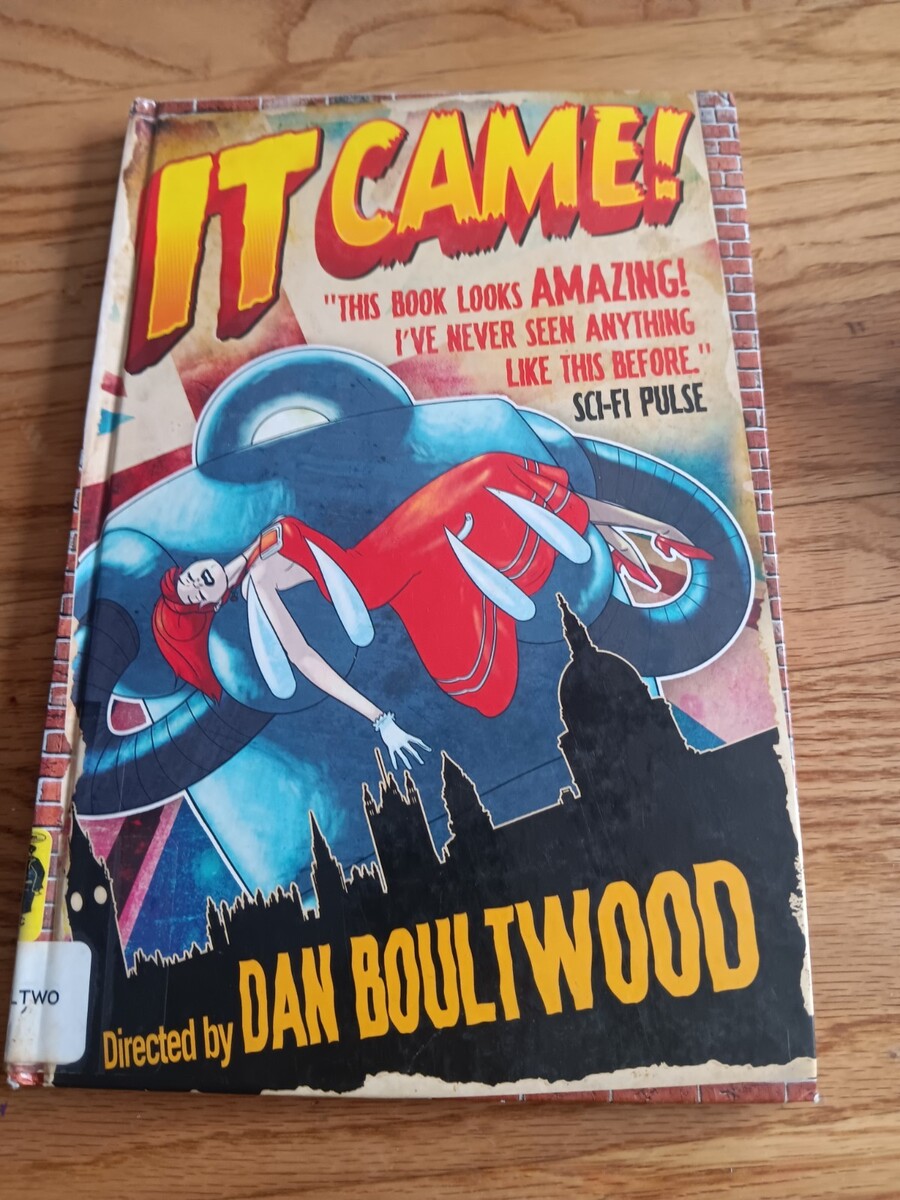 IT CAME!
"THIS BOOK LOOKS AMAZING!
I'VE NEVER SEEN ANYTHING
LIKE THIS BEFORE."
SCI-FI PULSE
Directed by DAN BOULTWOOD
LTWO